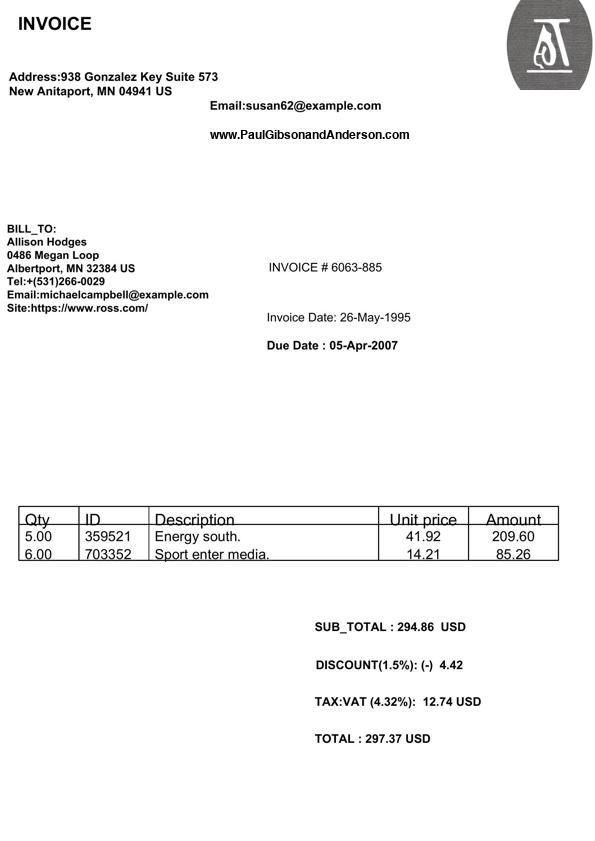 INVOICE
Address:938 Gonzalez Key Suite 573
New Anitaport, MN 04941 US
Email:susan62@example.com
www.PaulGibsonandAnderson.com
BILL_TO:
Allison Hodges
0486 Megan Loop
Albertport, MN 32384 US
Tel:+(531)266-0029
Email:michaelcampbell@example.com
Site:https://www.ross.com/
INVOICE # 6063-885
Invoice Date: 26-May-1995
Due Date : 05-Apr-2007
Qty ID Description Unit price Amount
5.00 359521 Energy south. 41.92 209.60
6.00 703352 Sport enter media. 14.21 85.26
SUB_TOTAL : 294.86 USD
DISCOUNT(1.5%): (-) 4.42
TAX:VAT (4.32%): 12.74 USD
TOTAL : 297.37 USD